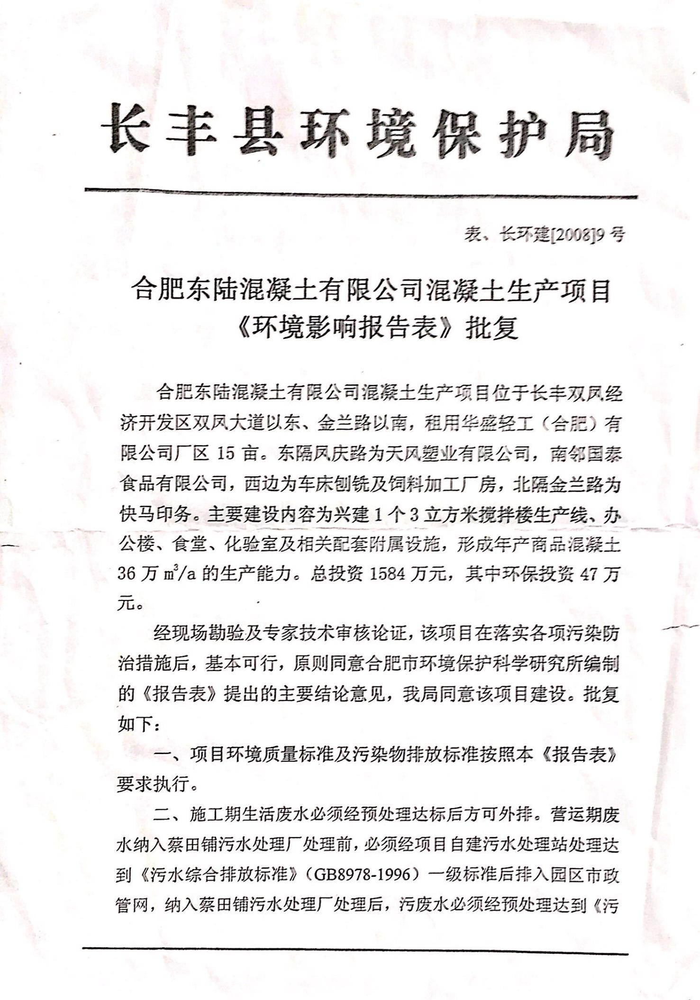 长丰县环境保护局
表、长环建[2008]9 号
合肥东陆混凝土有限公司混凝土生产项目
《环境影响报告表》批复
合肥东陆混凝土有限公司混凝土生产项目位于长丰双凤经
济开发区双凤大道以东、金兰路以南，租用华盛轻工（合肥）有
限公司厂区 15 亩。东隔凤庆路为天风塑业有限公司，南邻国泰
食品有限公司，西边为车床刨铣及饲料加工厂房，北隔金兰路为
快马印务。主要建设内容为兴建 1 个 3 立方米搅拌楼生产线、办
公楼、食堂、化验室及相关配套附属设施，形成年产商品混凝土
36 万 m³/a 的生产能力。总投资 1584 万元，其中环保投资 47 万
元。
经现场勘验及专家技术审核论证，该项目在落实各项污染防
治措施后，基本可行，原则同意合肥市环境保护科学研究所编制
的《报告表》提出的主要结论意见，我局同意该项目建设。批复
如下：
一、项目环境质量标准及污染物排放标准按照本《报告表》
要求执行。
二、施工期生活废水必须经预处理达标后方可外排。营运期废
水纳入蔡田铺污水处理厂处理前，必须经项目自建污水处理站处理达
到《污水综合排放标准》（GB8978-1996）一级标准后排入园区市政
管网，纳入蔡田铺污水处理厂处理后，污废水必须经预处理达到《污